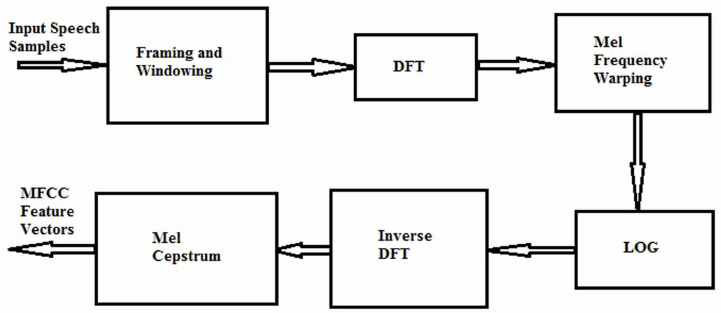 Input Speech
Samples
Framing and
Windowing
DFT
Mel
Frequency
Warping
LOG
Inverse
DFT
Mel
Cepstrum
MFCC
Feature
Vectors